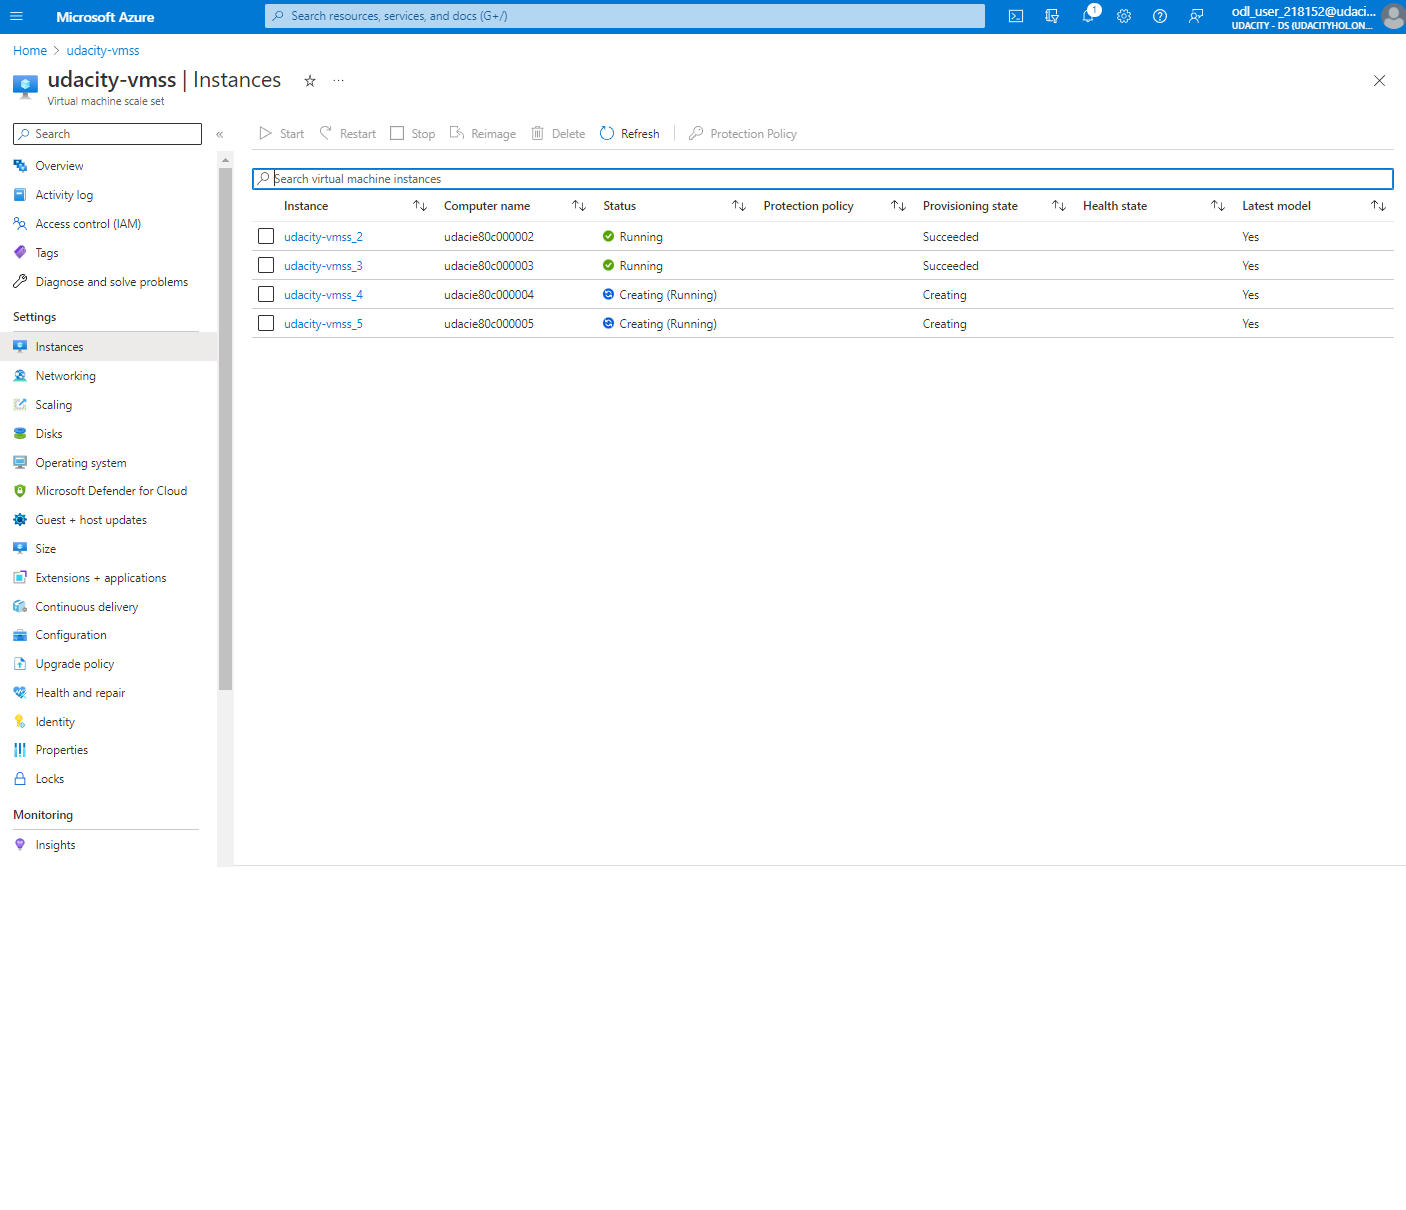 Microsoft Azure
Search resources, services, and docs (G+/)
1
odl_user_218152@udaci...
UDACITY - DS (UDACITYHOLON...
Home > udacity-vmss
udacity-vmss | Instances
Virtual machine scale set
Search
«
Start Restart Stop Reimage Delete Refresh Protection Policy
Search virtual machine instances
Instance Computer name Status Protection policy Provisioning state Health state Latest model
udacity-vmss_2 udacie80c000002 Running Succeeded Yes
udacity-vmss_3 udacie80c000003 Running Succeeded Yes
udacity-vmss_4 udacie80c000004 Creating (Running) Creating Yes
udacity-vmss_5 udacie80c000005 Creating (Running) Creating Yes
Overview
Activity log
Access control (IAM)
Tags
Diagnose and solve problems
Settings
Instances
Networking
Scaling
Disks
Operating system
Microsoft Defender for Cloud
Guest + host updates
Size
Extensions + applications
Continuous delivery
Configuration
Upgrade policy
Health and repair
Identity
Properties
Locks
Monitoring
Insights